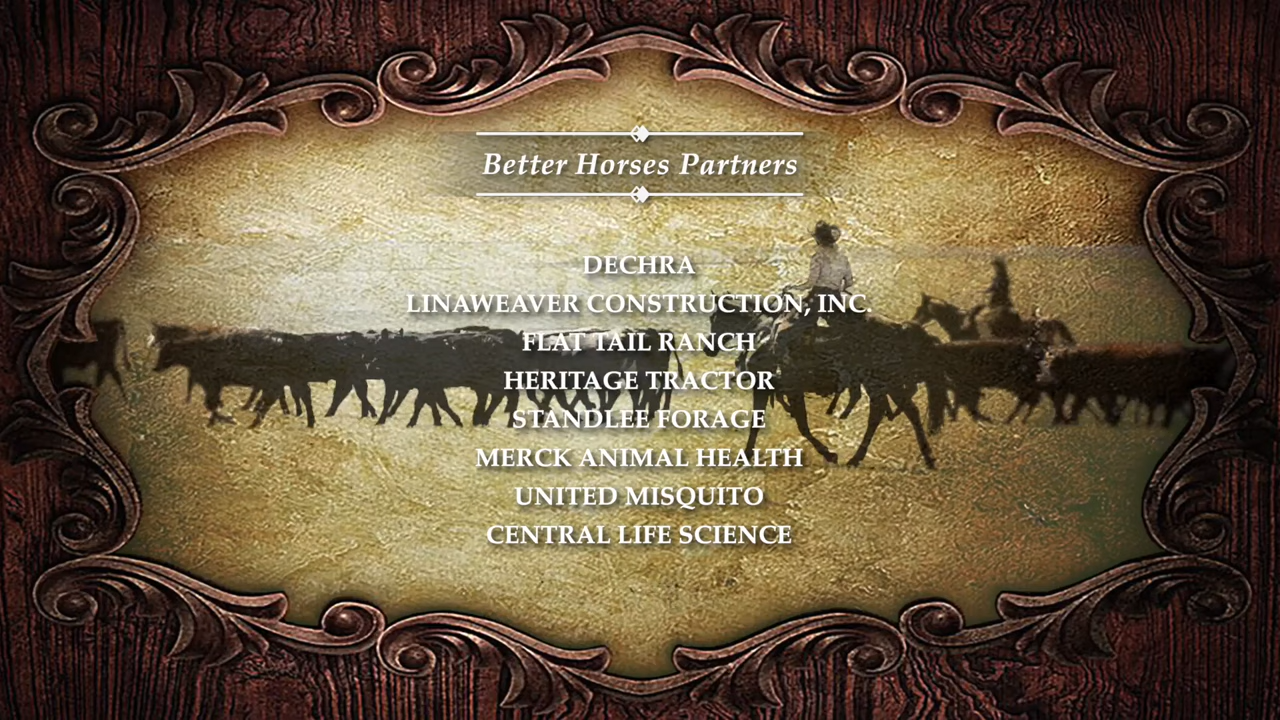 Better Horses Partners
DECHRA
LINAWEAVER CONSTRUCTION, INC.
FLAT TAIL RANCH
HERITAGE TRACTOR
STANDLEE FORAGE
MERCK ANIMAL HEALTH
UNITED MISQUITO
CENTRAL LIFE SCIENCE